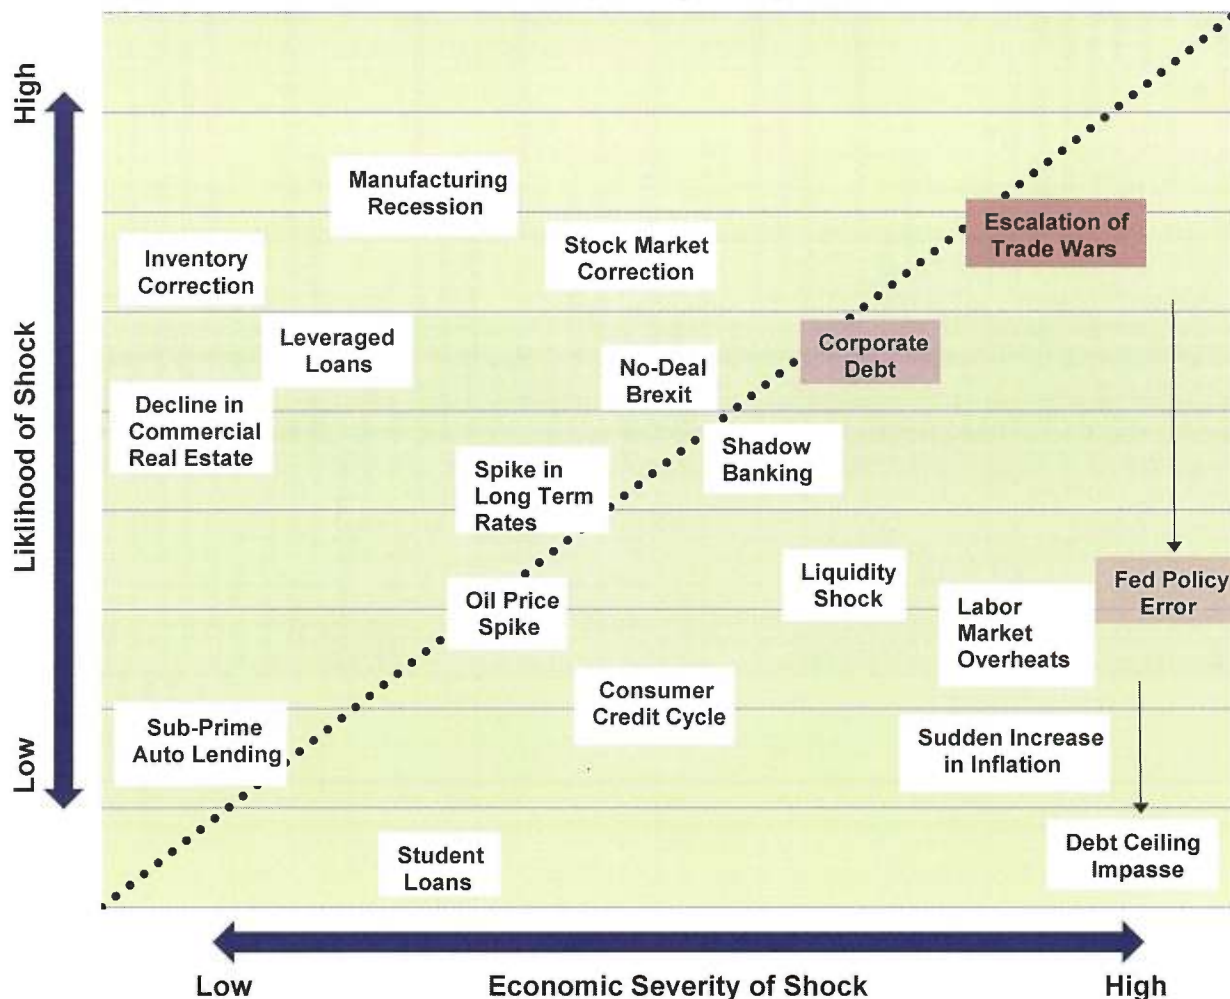 High
Manufacturing
Recession
Escalation of
Trade Wars
Stock Market
Correction
Inventory
Correction
Leveraged
Loans
Corporate
Debt
No-Deal
Brexit
Decline in
Commercial
Real Estate
Shadow
Banking
Spike in
Long Term
Rates
Liklihood of Shock
Liquidity
Shock
Fed Policy
Error
Oil Price
Spike
Labor
Market
Overheats
Consumer
Credit Cycle
Sub-Prime
Auto Lending
Sudden Increase
in Inflation
Low
Student
Loans
Debt Ceiling
Impasse
Low
Economic Severity of Shock
High